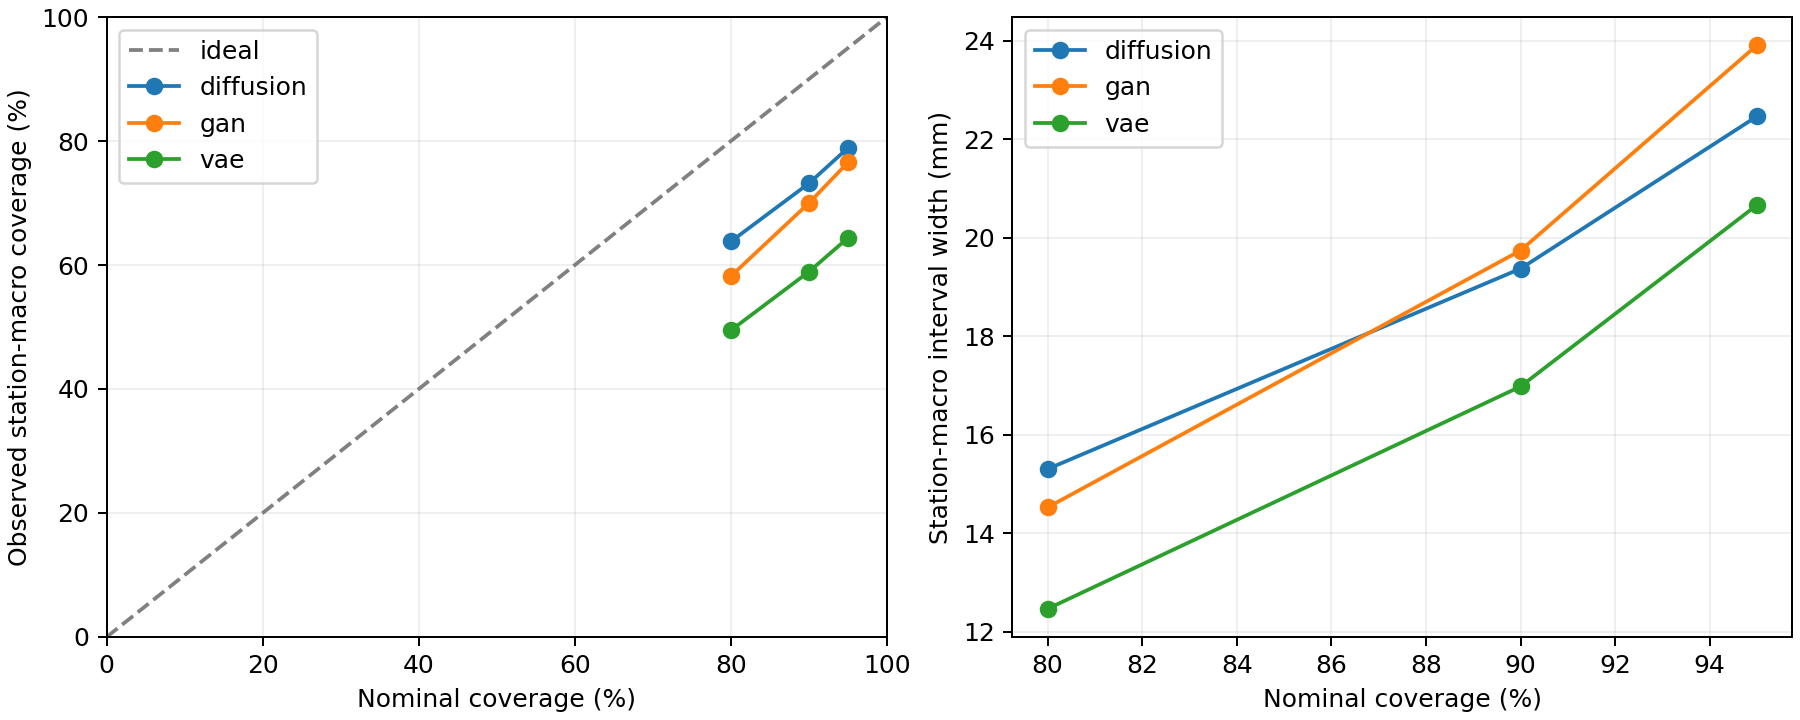 Observed station-macro coverage (%)
100
80
60
40
20
0
ideal
diffusion
gan
vae
0 20 40 60 80 100
Nominal coverage (%)
Station-macro interval width (mm)
24
22
20
18
16
14
12
diffusion
gan
vae
80 82 84 86 88 90 92 94
Nominal coverage (%)